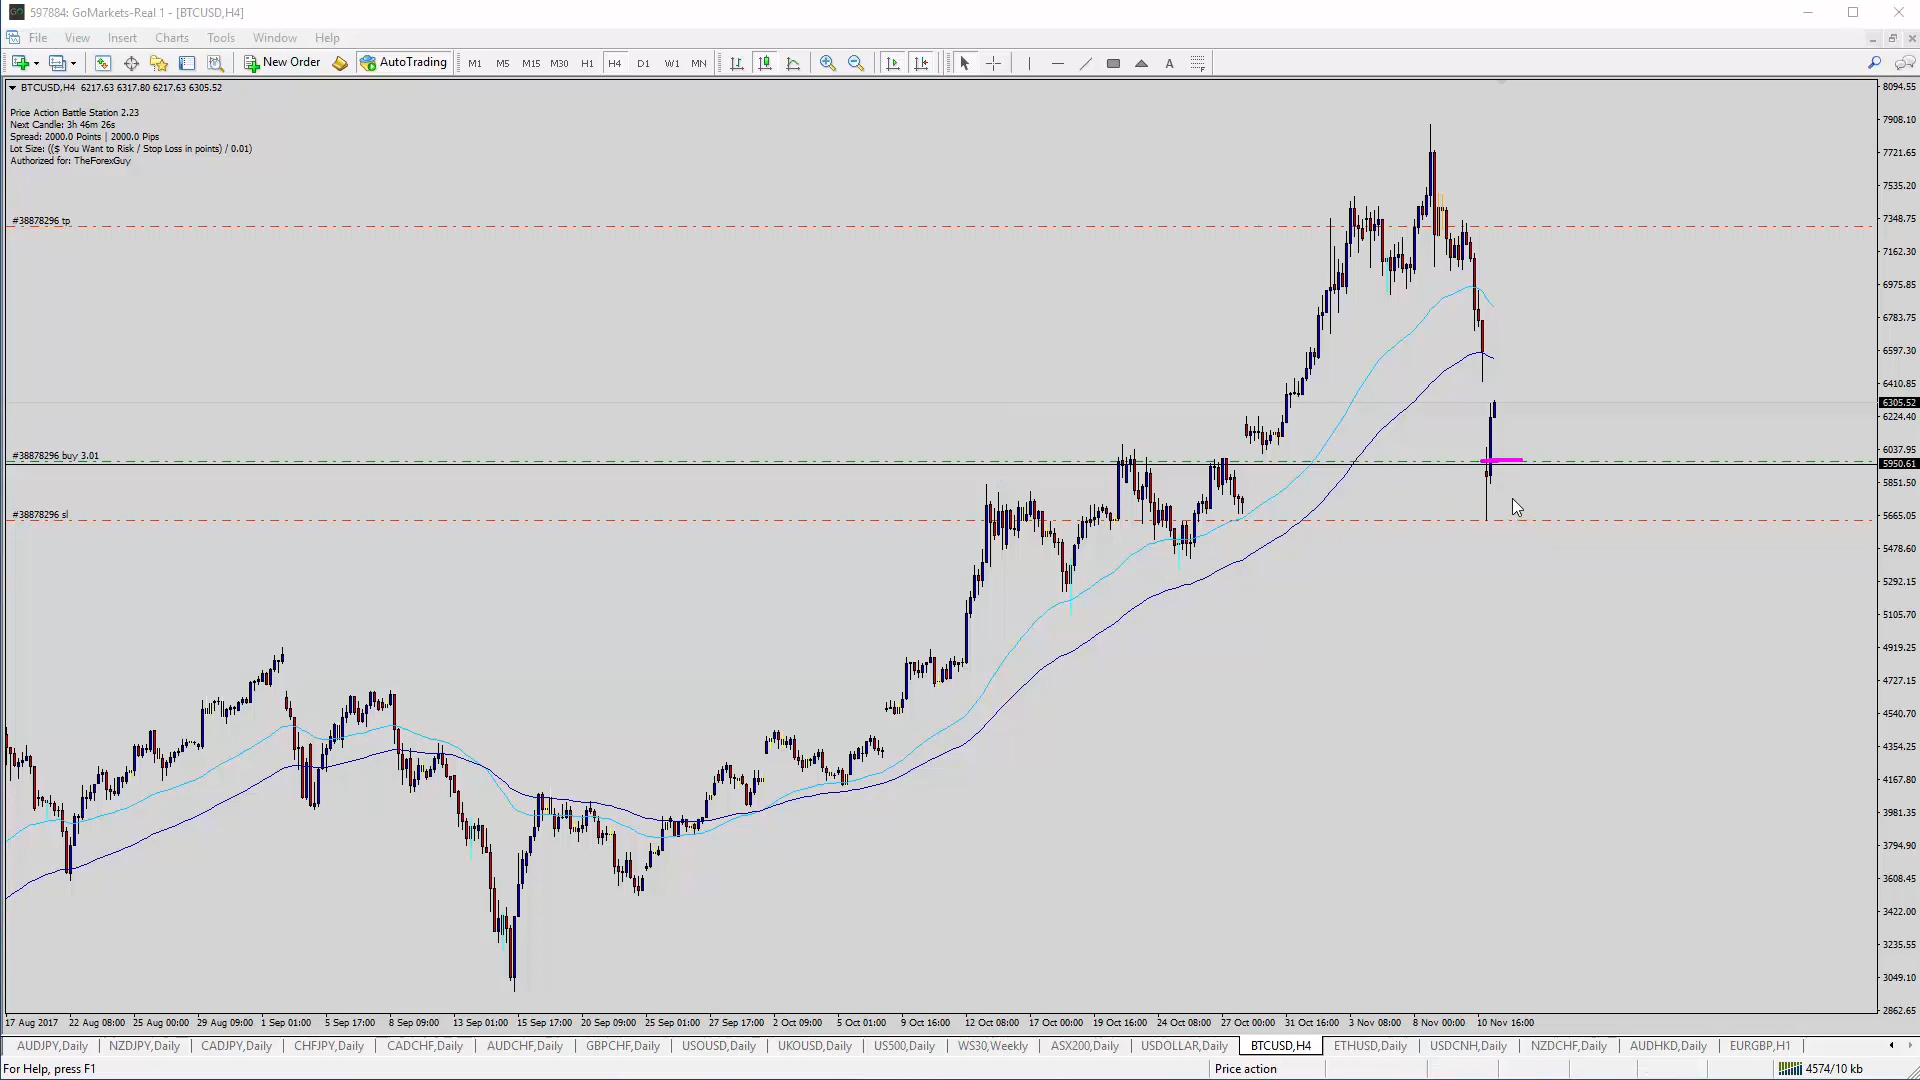 597884: GoMarkets-Real 1 - [BTCUSD,H4]
File View Insert Charts Tools Window Help
New Order AutoTrading M1 M5 M15 M30 H1 H4 D1 W1 MN A
BTCUSD,H4 6217.63 6317.80 6217.63 6305.52
Price Action Battle Station 2.23
Next Candle: 3h 46m 26s
Spread: 2000.0 Points | 2000.0 Pips
Lot Size: (($ You Want to Risk / Stop Loss in points) / 0.01)
Authorized for: TheForexGuy
#38878296 tp
#38878296 buy 3.01
#38878296 sl
8094.55
7908.10
7721.65
7535.20
7348.75
7162.30
6975.85
6783.75
6597.30
6410.85
6305.52
6224.40
6037.95
5950.61
5851.50
5665.05
5478.60
5292.15
5105.70
4919.25
4727.15
4540.70
4354.25
4167.80
3981.35
3794.90
3608.45
3422.00
3235.55
3049.10
2862.65
17 Aug 2017 22 Aug 08:00 25 Aug 00:00 29 Aug 09:00 1 Sep 01:00 5 Sep 17:00 8 Sep 09:00 13 Sep 01:00 15 Sep 17:00 20 Sep 09:00 25 Sep 01:00 27 Sep 17:00 2 Oct 09:00 5 Oct 01:00 9 Oct 16:00 12 Oct 08:00 17 Oct 00:00 19 Oct 16:00 24 Oct 08:00 27 Oct 00:00 31 Oct 16:00 3 Nov 08:00 8 Nov 00:00 10 Nov 16:00
AUDJPY,Daily NZDJPY,Daily CADJPY,Daily CHFJPY,Daily CADCHF,Daily AUDCHF,Daily GBPCHF,Daily USOUSD,Daily UKOUSD,Daily US500,Daily WS30,Weekly ASX200,Daily USDOLLAR,Daily BTCUSD,H4 ETHUSD,Daily USDCNH,Daily NZDCHF,Daily AUDHKD,Daily EURGBP,H1
For Help, press F1 Price action 4574/10 kb